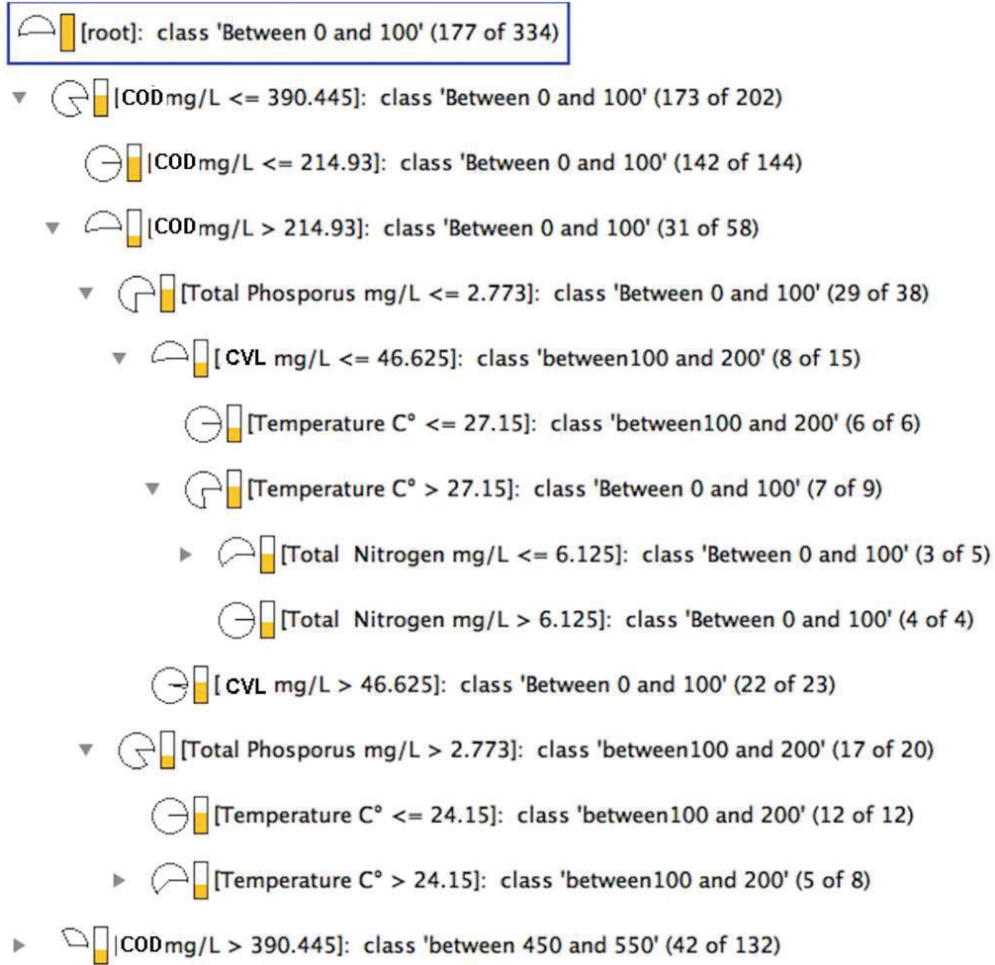 [root]: class 'Between 0 and 100' (177 of 334)
[COD mg/L <= 390.445]: class 'Between 0 and 100' (173 of 202)
|COD mg/L <= 214.93]: class 'Between 0 and 100' (142 of 144)
|COD mg/L > 214.93]: class 'Between 0 and 100' (31 of 58)
[Total Phosporus mg/L <= 2.773]: class 'Between 0 and 100' (29 of 38)
[ CVL mg/L <= 46.625]: class 'between100 and 200' (8 of 15)
[Temperature C° <= 27.15]: class 'between100 and 200' (6 of 6)
[Temperature C° > 27.15]: class 'Between 0 and 100' (7 of 9)
[Total Nitrogen mg/L <= 6.125]: class 'Between 0 and 100' (3 of 5)
[Total Nitrogen mg/L > 6.125]: class 'Between 0 and 100' (4 of 4)
[ CVL mg/L > 46.625]: class 'Between 0 and 100' (22 of 23)
[Total Phosporus mg/L > 2.773]: class 'between100 and 200' (17 of 20)
[Temperature C° <= 24.15]: class 'between100 and 200' (12 of 12)
[Temperature C° > 24.15]: class 'between100 and 200' (5 of 8)
|COD mg/L > 390.445]: class 'between 450 and 550' (42 of 132)